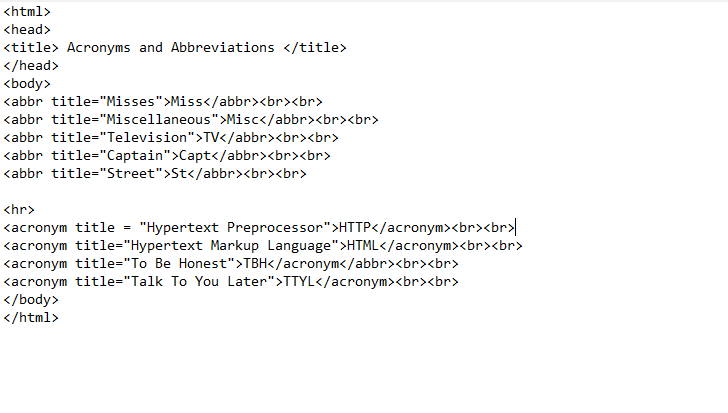 <html>
<head>
<title> Acronyms and Abbreviations </title>
</head>
<body>
<abbr title="Misses">Miss</abbr><br><br>
<abbr title="Miscellaneous">Misc</abbr><br><br>
<abbr title="Television">TV</abbr><br><br>
<abbr title="Captain">Capt</abbr><br><br>
<abbr title="Street">St</abbr><br><br>

<hr>
<acronym title = "Hypertext Preprocessor">HTTP</acronym><br><br>
<acronym title="Hypertext Markup Language">HTML</acronym><br><br>
<acronym title="To Be Honest">TBH</acronym</abbr><br><br>
<acronym title="Talk To You Later">TTYL</acronym><br><br>
</body>
</html>